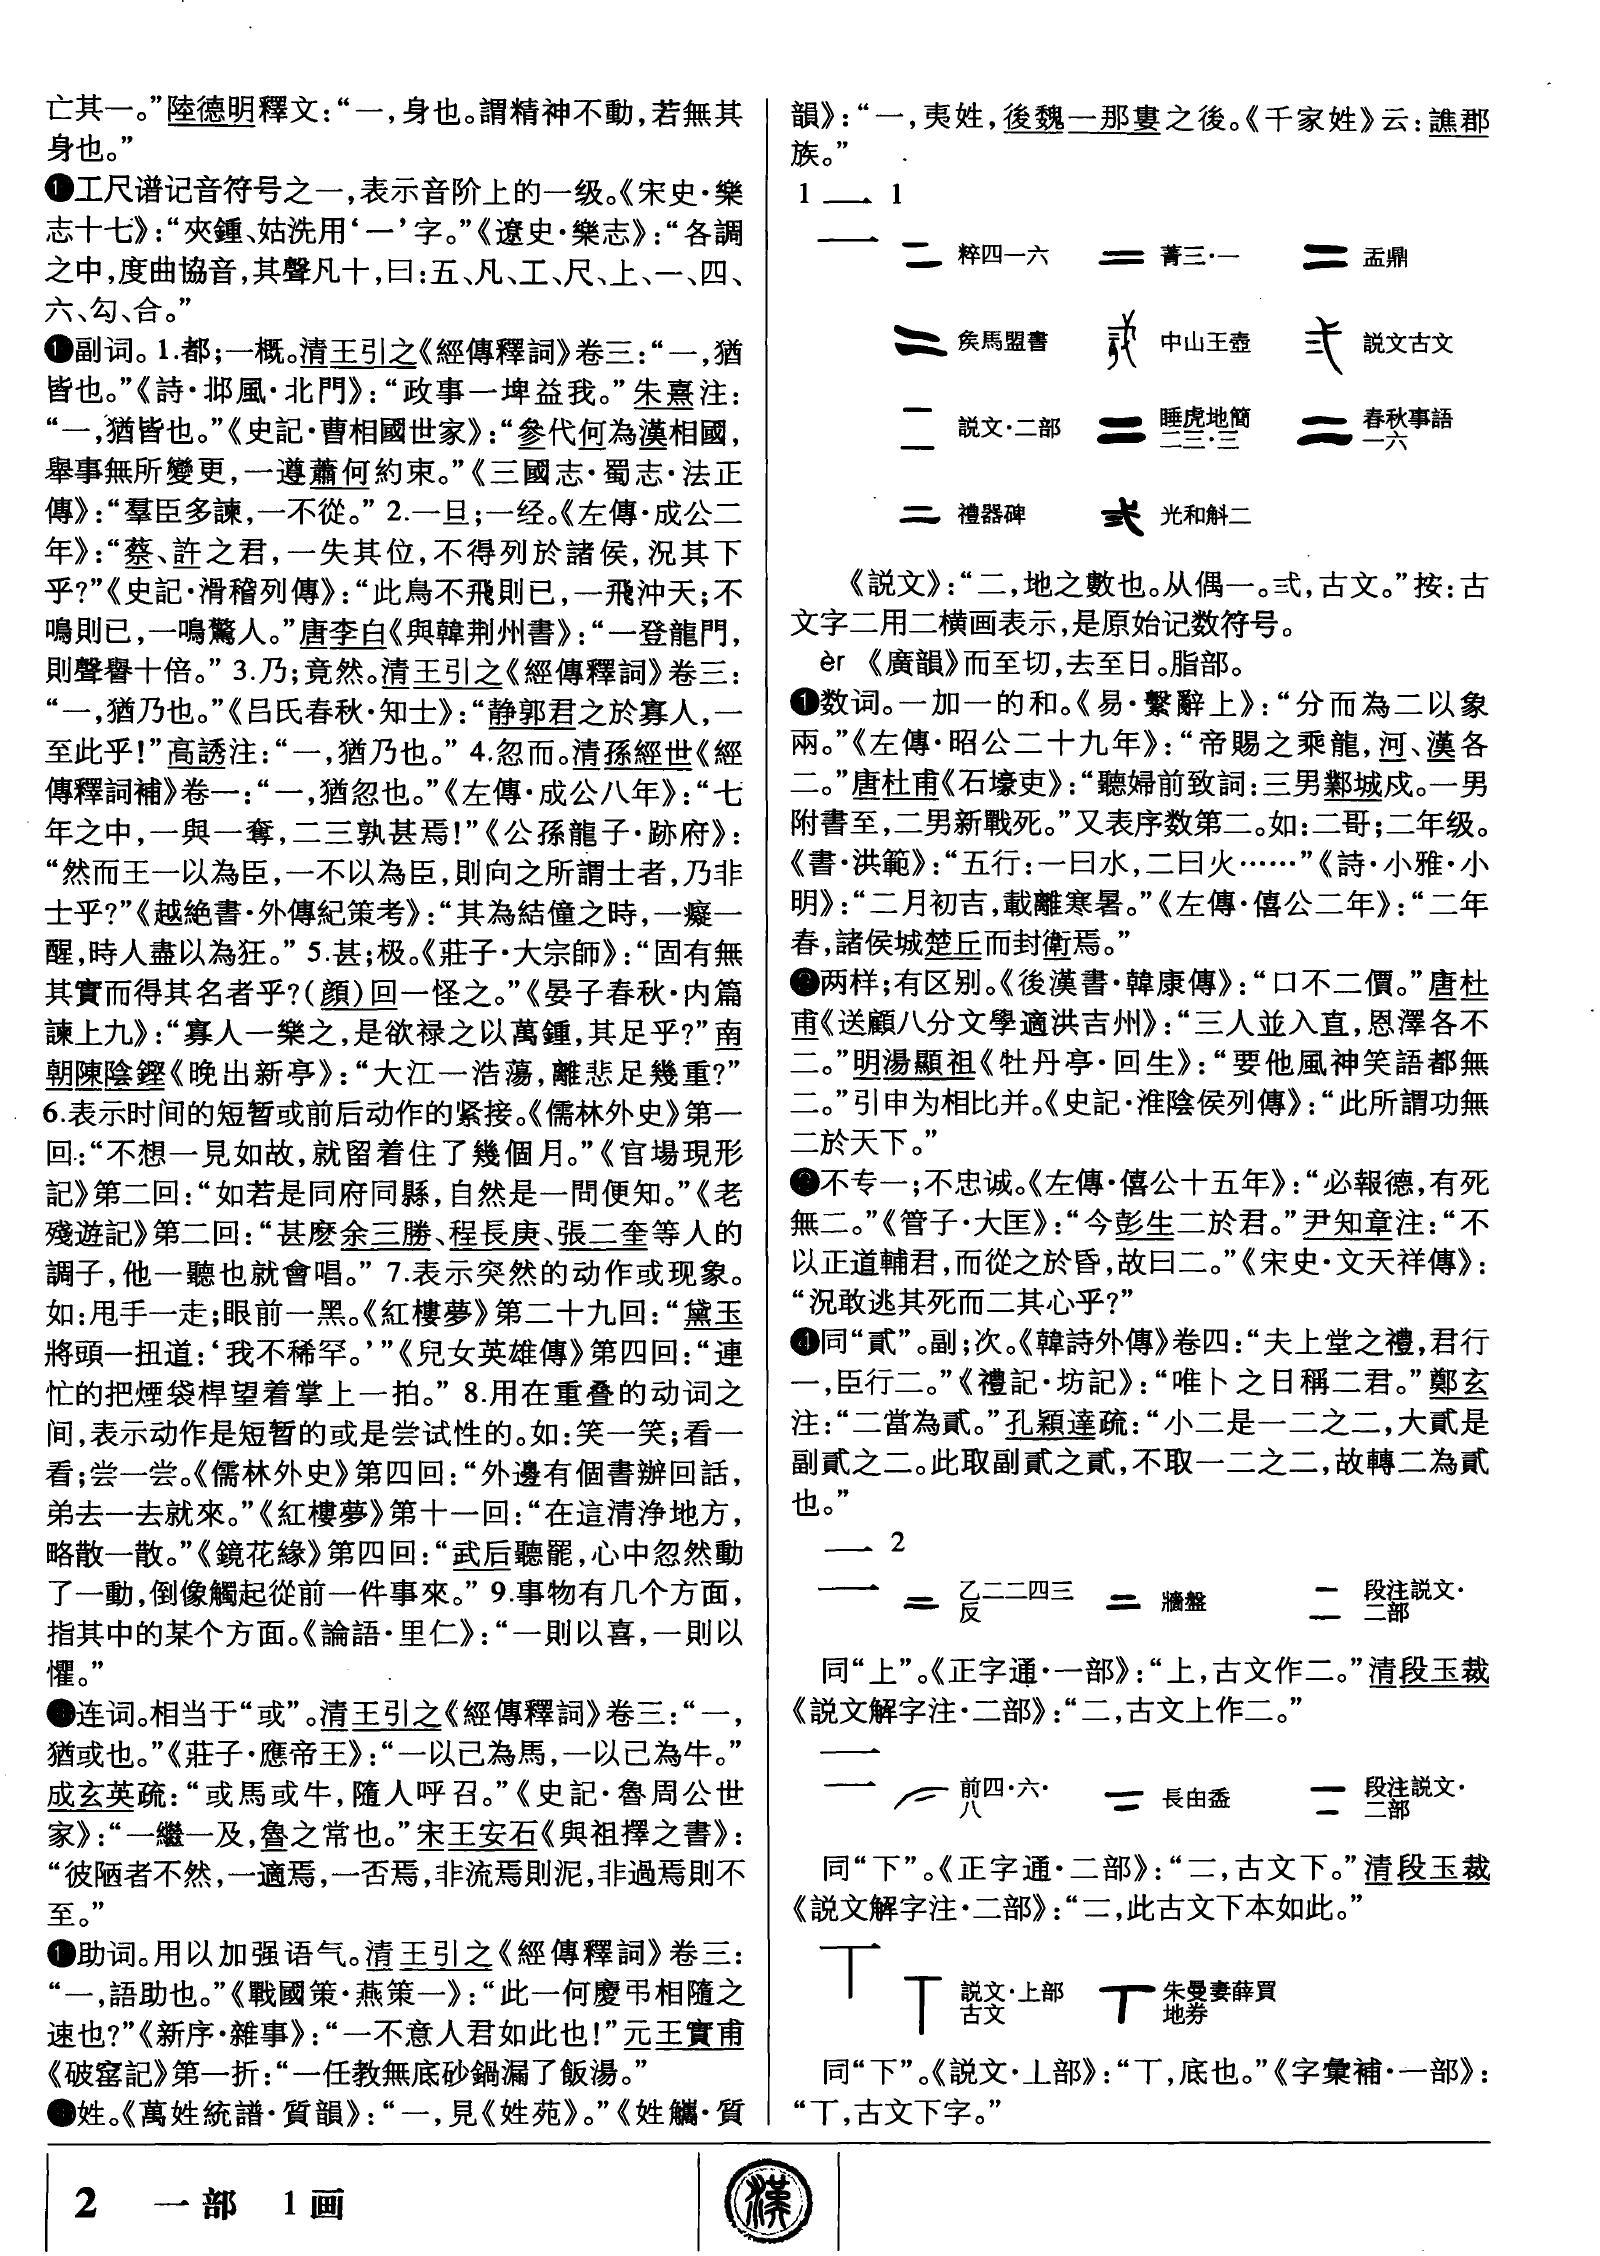 亡其一。”陸德明釋文：“一，身也。謂精神不動，若無其
身也。”
工尺谱记音符号之一，表示音阶上的一级。《宋史·樂
志十七》：“夾鍾、姑洗用‘一’字。”《遼史·樂志》：“各調
之中，度曲協音，其聲凡十，曰：五、凡、工、尺、上、一、四、
六、勾、合。”
副词。1.都；一概。清王引之《經傳釋詞》卷三：“一，猶
皆也。”《詩·邶風·北門》：“政事一埤益我。”朱熹注：
“一，猶皆也。”《史記·曹相國世家》：“參代何為漢相國，
舉事無所變更，一遵蕭何約束。”《三國志·蜀志·法正
傳》：“羣臣多諫，一不從。”2.一旦；一经。《左傳·成公二
年》：“蔡、許之君，一失其位，不得列於諸侯，況其下
乎?”《史記·滑稽列傳》：“此鳥不飛則已，一飛沖天；不
鳴則已，一鳴驚人。”唐李白《與韓荆州書》：“一登龍門，
則聲譽十倍。”3.乃；竟然。清王引之《經傳釋詞》卷三：
“一，猶乃也。”《吕氏春秋·知士》：“静郭君之於寡人，一
至此乎！”高誘注：“一，猶乃也。”4.忽而。清孫經世《經
傳釋詞補》卷一：“一，猶忽也。”《左傳·成公八年》：“七
年之中，一與一奪，二三孰甚焉！”《公孫龍子·跡府》：
“然而王一以為臣，一不以為臣，則向之所謂士者，乃非
士乎?”《越絶書·外傳紀策考》：“其為結僮之時，一癡一
醒，時人盡以為狂。”5.甚；极。《莊子·大宗師》：“固有無
其實而得其名者乎?（顔）回一怪之。”《晏子春秋·内篇
諫上九》：“寡人一樂之，是欲禄之以萬鍾，其足乎?”南
朝陳陰鏗《晚出新亭》：“大江一浩蕩，離悲足幾重?”
6.表示时间的短暂或前后动作的紧接。《儒林外史》第一
回：“不想一見如故，就留着住了幾個月。”《官場現形
記》第二回：“如若是同府同縣，自然是一問便知。”《老
殘遊記》第二回：“甚麽余三勝、程長庚、張二奎等人的
調子，他一聽也就會唱。”7.表示突然的动作或现象。
如：甩手一走；眼前一黑。《紅樓夢》第二十九回：“黛玉
將頭一扭道：‘我不稀罕。’”《兒女英雄傳》第四回：“連
忙的把煙袋桿望着掌上一拍。”8.用在重叠的动词之
间，表示动作是短暂的或是尝试性的。如：笑一笑；看一
看；尝一尝。《儒林外史》第四回：“外邊有個書辦回話，
弟去一去就來。”《紅樓夢》第十一回：“在這清浄地方，
略散一散。”《鏡花緣》第四回：“武后聽罷，心中忽然動
了一動，倒像觸起從前一件事來。”9.事物有几个方面，
指其中的某个方面。《論語·里仁》：“一則以喜，一則以
懼。”
连词。相当于“或”。清王引之《經傳釋詞》卷三：“一，
猶或也。”《莊子·應帝王》：“一以己為馬，一以己為牛。”
成玄英疏：“或馬或牛，隨人呼召。”《史記·魯周公世
家》：“一繼一及，魯之常也。”宋王安石《與祖擇之書》：
“彼陋者不然，一適焉，一否焉，非流焉則泥，非過焉則不
至。”
助词。用以加强语气。清王引之《經傳釋詞》卷三：
“一，語助也。”《戰國策·燕策一》：“此一何慶弔相隨之
速也?”《新序·雜事》：“一不意人君如此也！”元王實甫
《破窰記》第一折：“一任教無底砂鍋漏了飯湯。”
姓。《萬姓統譜·質韻》：“一，見《姓苑》。”《姓觿·質
韻》：“一，夷姓，後魏一那婁之後。《千家姓》云：譙郡
族。”
1 二 1
粹四一六 菁三·一 盂鼎
矦馬盟書 中山王壺 説文古文
説文·二部 睡虎地簡二三·三 春秋事語一六
禮器碑 光和斛二
《説文》：“二，地之數也。从偶一。弍，古文。”按：古
文字二用二横画表示，是原始记数符号。
èr 《廣韻》而至切，去至日。脂部。
❶数词。一加一的和。《易·繫辭上》：“分而為二以象
兩。”《左傳·昭公二十九年》：“帝賜之乘龍，河、漢各
二。”唐杜甫《石壕吏》：“聽婦前致詞：三男鄴城戍。一男
附書至，二男新戰死。”又表序数第二。如：二哥；二年级。
《書·洪範》：“五行：一曰水，二曰火……”《詩·小雅·小
明》：“二月初吉，載離寒暑。”《左傳·僖公二年》：“二年
春，諸侯城楚丘而封衛焉。”
❷两样；有区别。《後漢書·韓康傳》：“口不二價。”唐杜
甫《送顧八分文學適洪吉州》：“三人並入直，恩澤各不
二。”明湯顯祖《牡丹亭·回生》：“要他風神笑語都無
二。”引申为相比并。《史記·淮陰侯列傳》：“此所謂功無
二於天下。”
❸不专一；不忠诚。《左傳·僖公十五年》：“必報德，有死
無二。”《管子·大匡》：“今彭生二於君。”尹知章注：“不
以正道輔君，而從之於昏，故曰二。”《宋史·文天祥傳》：
“況敢逃其死而二其心乎?”
❹同“貳”。副；次。《韓詩外傳》卷四：“夫上堂之禮，君行
一，臣行二。”《禮記·坊記》：“唯卜之日稱二君。”鄭玄
注：“二當為貳。”孔穎達疏：“小二是一二之二，大貳是
副貳之二。此取副貳之貳，不取一二之二，故轉二為貳
也。”
二 2
乙二二四三反 牆盤 段注説文·二部
同“上”。《正字通·一部》：“上，古文作二。”清段玉裁
《説文解字注·二部》：“二，古文上作二。”
二
前四·六·八 長由盉 段注説文·二部
同“下”。《正字通·二部》：“二，古文下。”清段玉裁
《説文解字注·二部》：“二，此古文下本如此。”
丅
説文·上部古文 朱曼妻薛買地券
同“下”。《説文·丄部》：“丅，底也。”《字彙補·一部》：
“丅，古文下字。”
2 一部 1画
漢